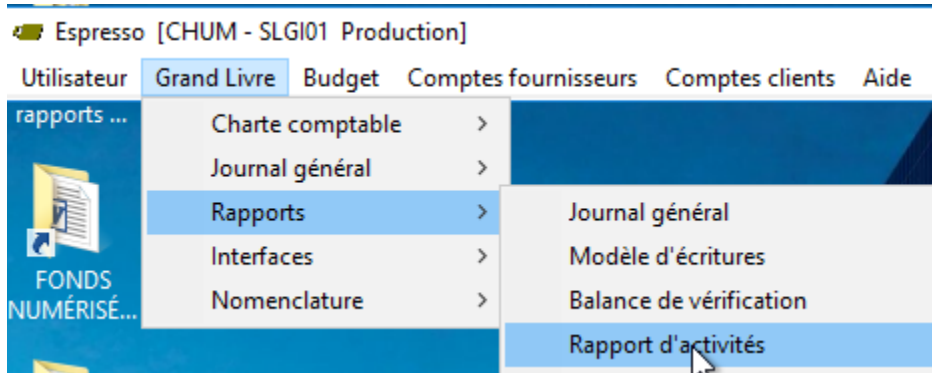 Espresso [CHUM - SLGI01 Production]
Utilisateur Grand Livre Budget Comptes fournisseurs Comptes clients Aide
rapports ...
Charte comptable
Journal général
Rapports
Journal général
Interfaces
Modèle d'écritures
FONDS
NUMÉRISÉ...
Nomenclature
Balance de vérification
Rapport d'activités